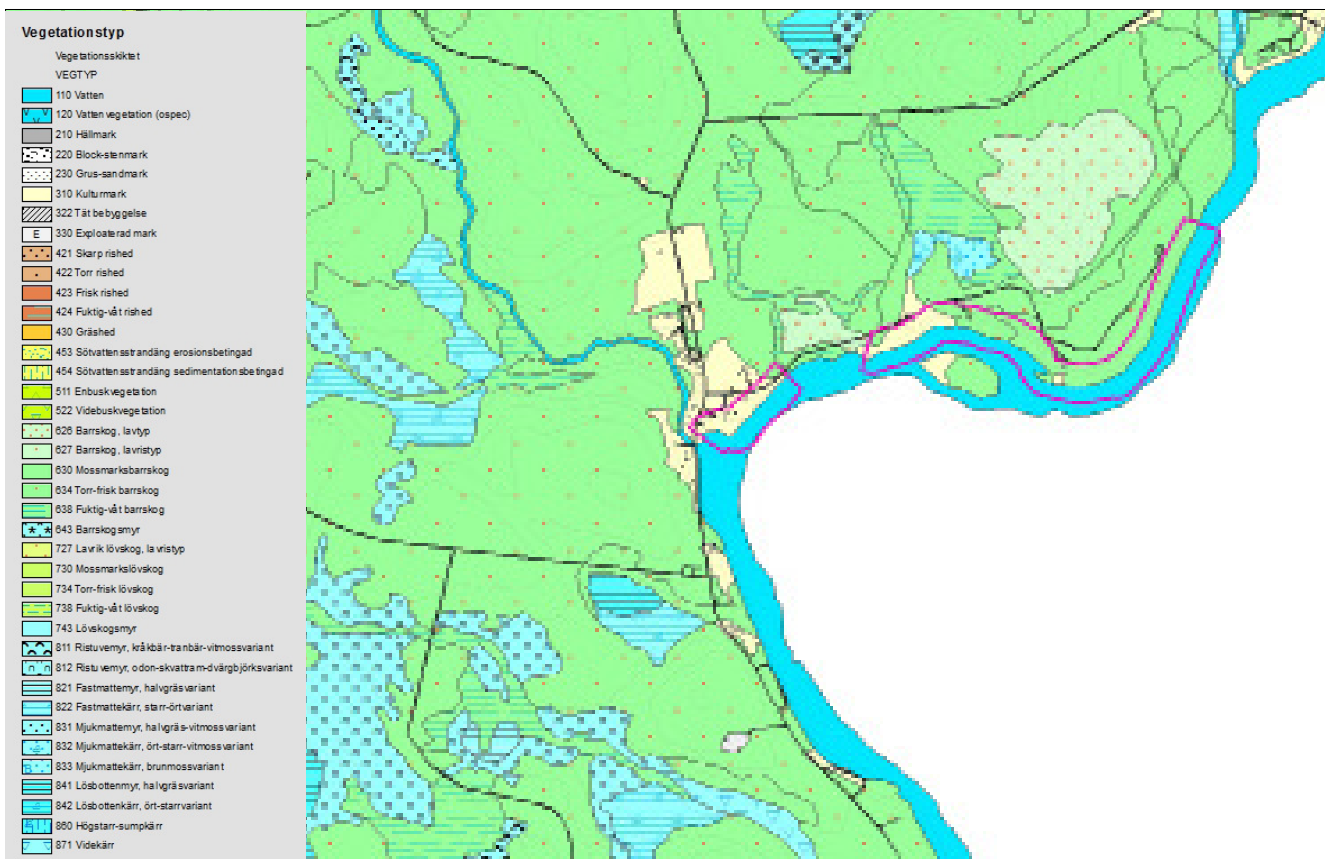 Vegetationstyp
Vegetationsskiktet
VEGTYP
110 Vatten
120 Vatten vegetation (ospec)
210 Hällmark
220 Block-stenmark
230 Grus-sandmark
310 Kulturmark
322 Tät bebyggelse
E 330 Exploaterad mark
421 Skarp rished
422 Torr rished
423 Frisk rished
424 Fuktig-våt rished
430 Gräshed
453 Sötvattensstrandäng erosionsbetingad
454 Sötvattensstrandäng sedimentationsbetingad
511 Enbuskvegetation
522 Videbuskvegetation
626 Barrskog, lavtyp
627 Barrskog, lavristyp
630 Mossmarksbarrskog
634 Torr-frisk barrskog
638 Fuktig-våt barrskog
643 Barrskogsmyr
727 Lavrik lövskog, lavristyp
730 Mossmarkslövskog
734 Torr-frisk lövskog
738 Fuktig-våt lövskog
743 Lövskogsmyr
811 Ristuvemyr, kråkbär-tranbär-vitmossvariant
812 Ristuvemyr, odon-skvattram-dvärgbjörksvariant
821 Fastmattemyr, halvgräsvariant
822 Fastmattekärr, starr-örtvariant
831 Mjukmattemyr, halvgräs-vitmossvariant
832 Mjukmattekärr, ört-starr-vitmossvariant
833 Mjukmattekärr, brunmossvariant
841 Lösbottenmyr, halvgräsvariant
842 Lösbottenkärr, ört-starrvariant
860 Högstarr-sumpkärr
871 Videkärr